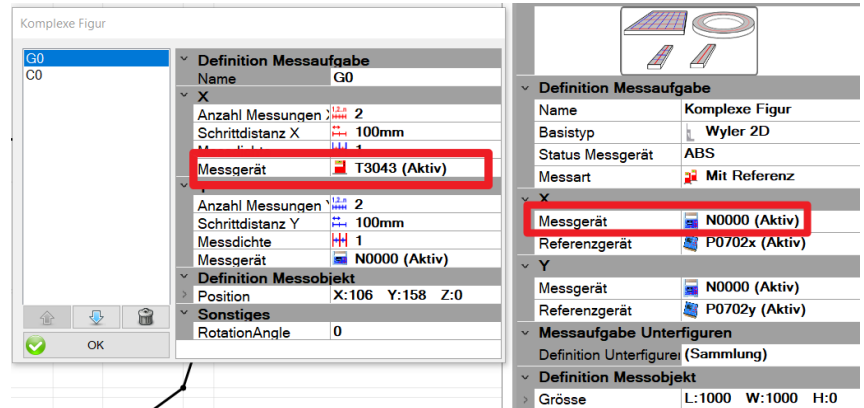 Komplexe Figur
G0
C0
OK
Definition Messaufgabe
Name G0
X
Anzahl Messungen 2
Schrittdistanz X 100mm
Messdichte 1
Messgerät T3043 (Aktiv)
Y
Anzahl Messungen 2
Schrittdistanz Y 100mm
Messdichte 1
Messgerät N0000 (Aktiv)
Definition Messobjekt
Position X:106 Y:158 Z:0
Sonstiges
RotationAngle 0
Definition Messaufgabe
Name Komplexe Figur
Basistyp Wyler 2D
Status Messgerät ABS
Messart Mit Referenz
X
Messgerät N0000 (Aktiv)
Referenzgerät P0702x (Aktiv)
Y
Messgerät N0000 (Aktiv)
Referenzgerät P0702y (Aktiv)
Messaufgabe Unterfiguren
Definition Unterfigure (Sammlung)
Definition Messobjekt
Grösse L:1000 W:1000 H:0